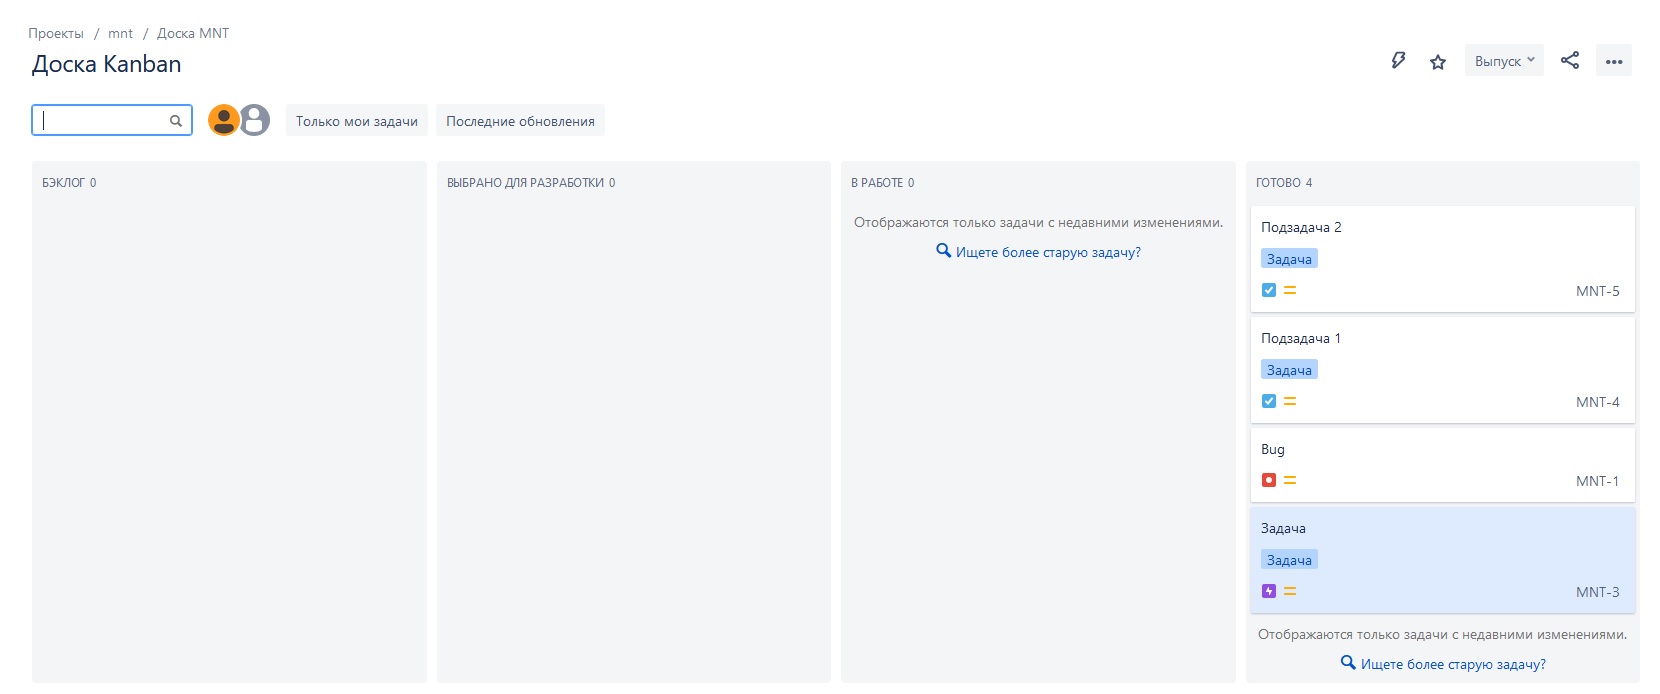 Проекты / mnt / Доска MNT
Доска Kanban
Выпуск
Только мои задачи
Последние обновления
БЭКЛОГ 0
ВЫБРАНО ДЛЯ РАЗРАБОТКИ 0
В РАБОТЕ 0
Отображаются только задачи с недавними изменениями.
Ищете более старую задачу?
ГОТОВО 4
Подзадача 2
Задача
MNT-5
Подзадача 1
Задача
MNT-4
Bug
MNT-1
Задача
Задача
MNT-3
Отображаются только задачи с недавними изменениями.
Ищете более старую задачу?